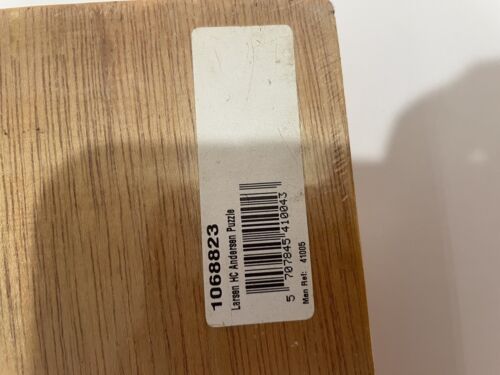 1068823
Larsen HC Andersen Puzzle
5 707845 410043
Man Ref: 41005